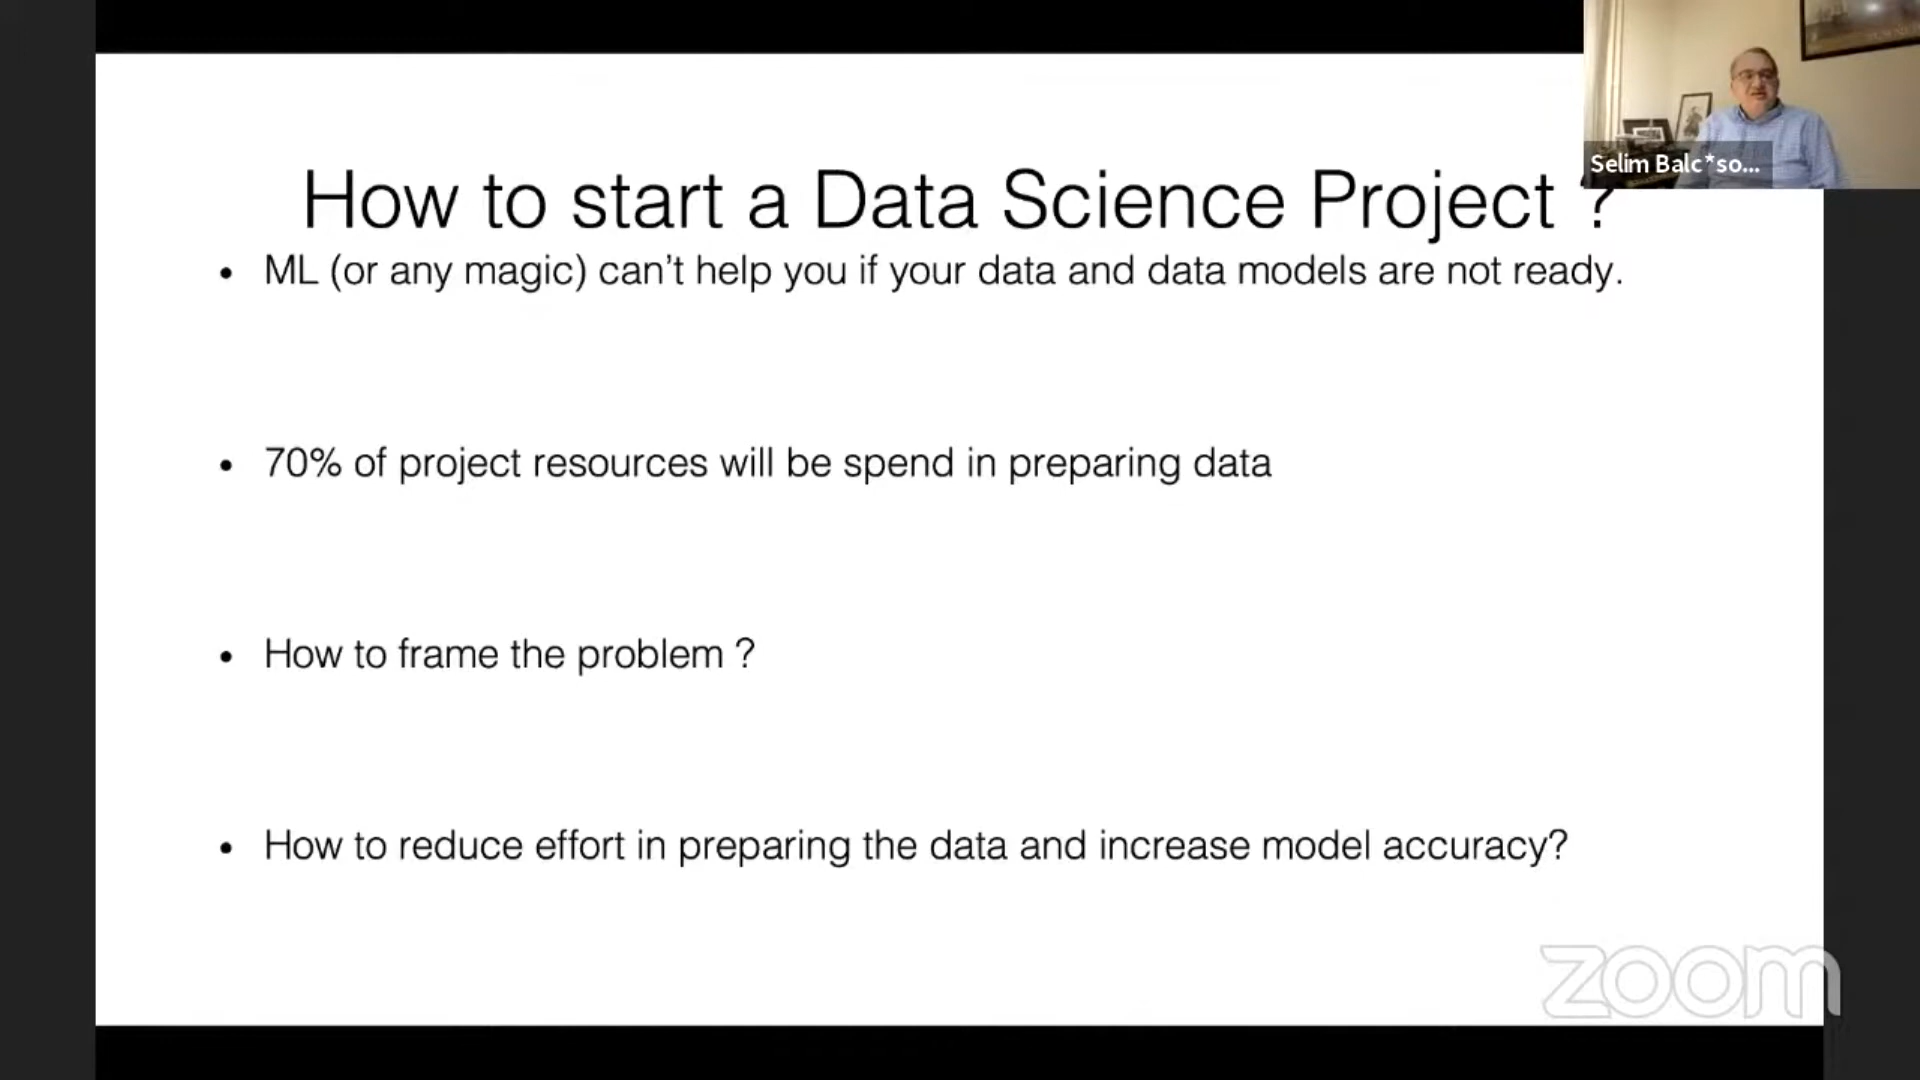 Selim Balc*so...
How to start a Data Science Project ?
• ML (or any magic) can't help you if your data and data models are not ready.
• 70% of project resources will be spend in preparing data
• How to frame the problem ?
• How to reduce effort in preparing the data and increase model accuracy?
zoom